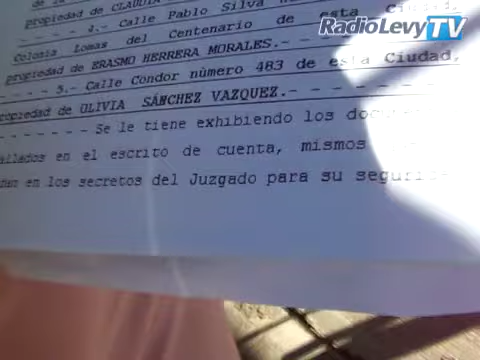 RadioLevyTV
propiedad de CLAUDIA
- - - - 4.- Calle Pablo Silva
Colonia Lomas del Centenario de esta Ciudad,
propiedad de ERASMO HERRERA MORALES.- - - - - -
- - - - 5.- Calle Condor número 483 de esta Ciudad,
propiedad de OLIVIA SÁNCHEZ VAZQUEZ.- - - - - - -
- - - - - - - Se le tiene exhibiendo los
en el escrito de cuenta, mismos
en los secretos del Juzgado para su